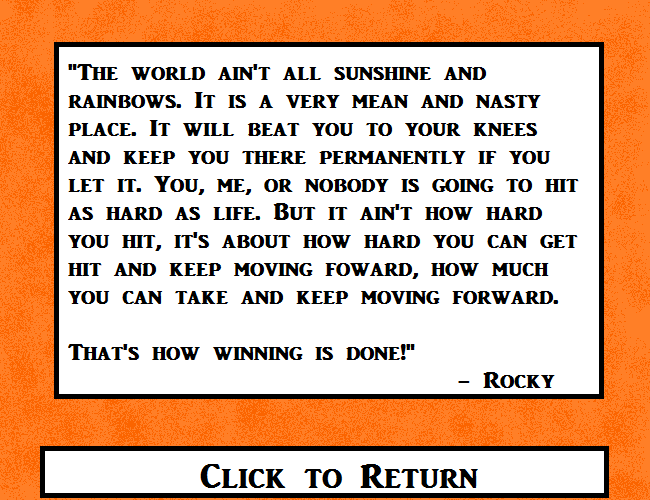 "The world ain't all sunshine and
rainbows. It is a very mean and nasty
place. It will beat you to your knees
and keep you there permanently if you
let it. You, me, or nobody is going to hit
as hard as life. But it ain't how hard
you hit, it's about how hard you can get
hit and keep moving foward, how much
you can take and keep moving forward.
That's how winning is done!"
– Rocky
Click to Return